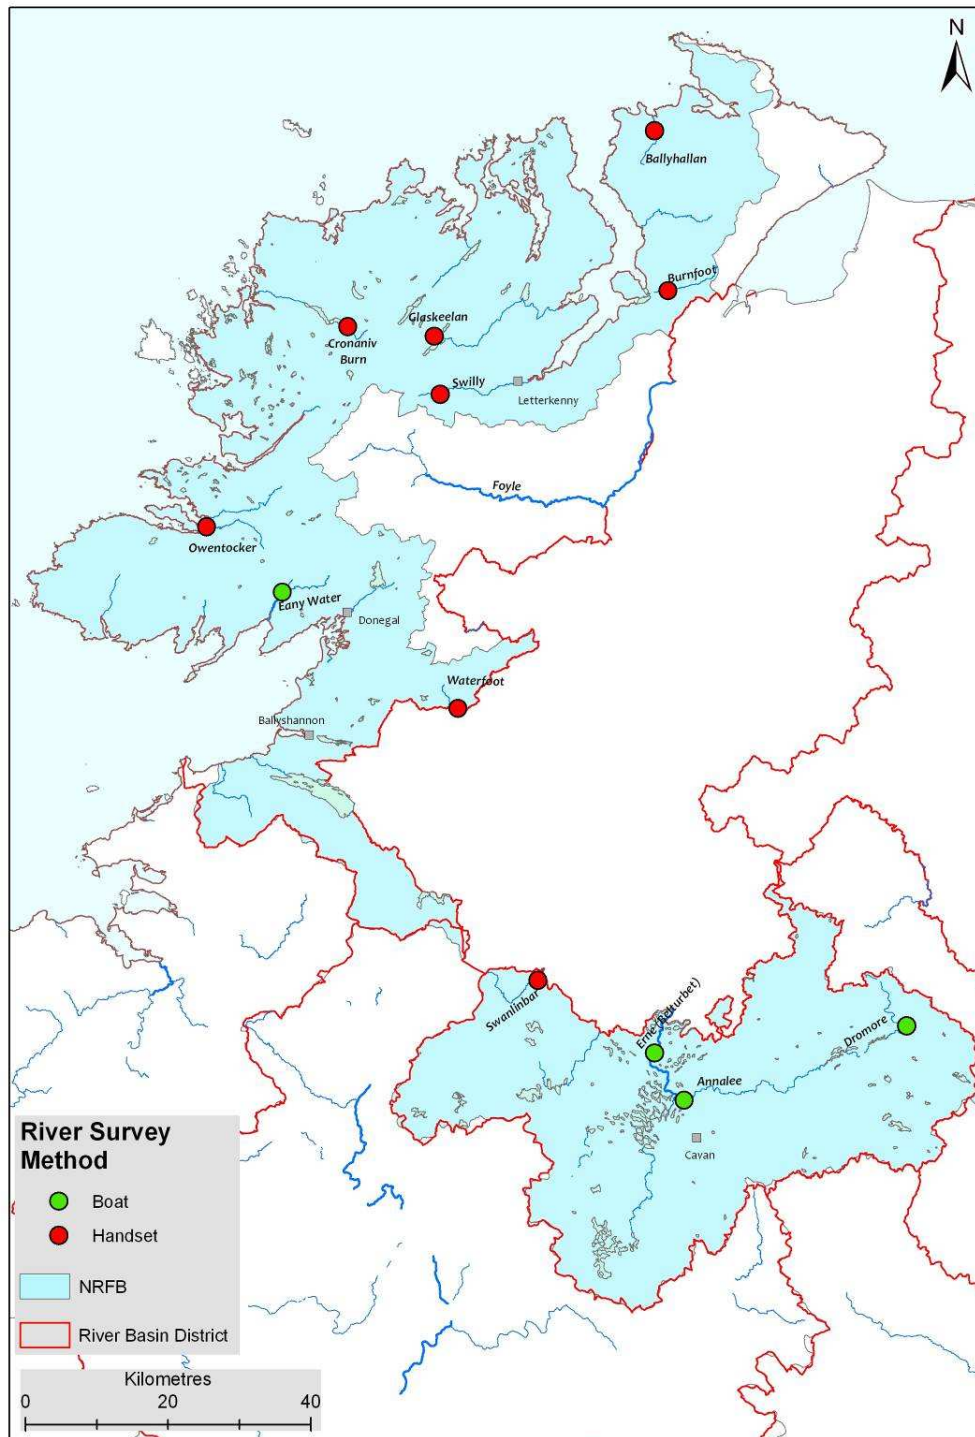 N
Ballyhallan
Burnfoot
Glaskeelan
Cronaniv
Burn
Swilly
Letterkenny
Foyle
Owentocker
Eany Water
Donegal
Waterfoot
Ballyshannon
Swanlinbar
Erne (Belturbet)
Dromore
Annalee
Cavan
River Survey
Method
Boat
Handset
NRFB
River Basin District
Kilometres
0 20 40